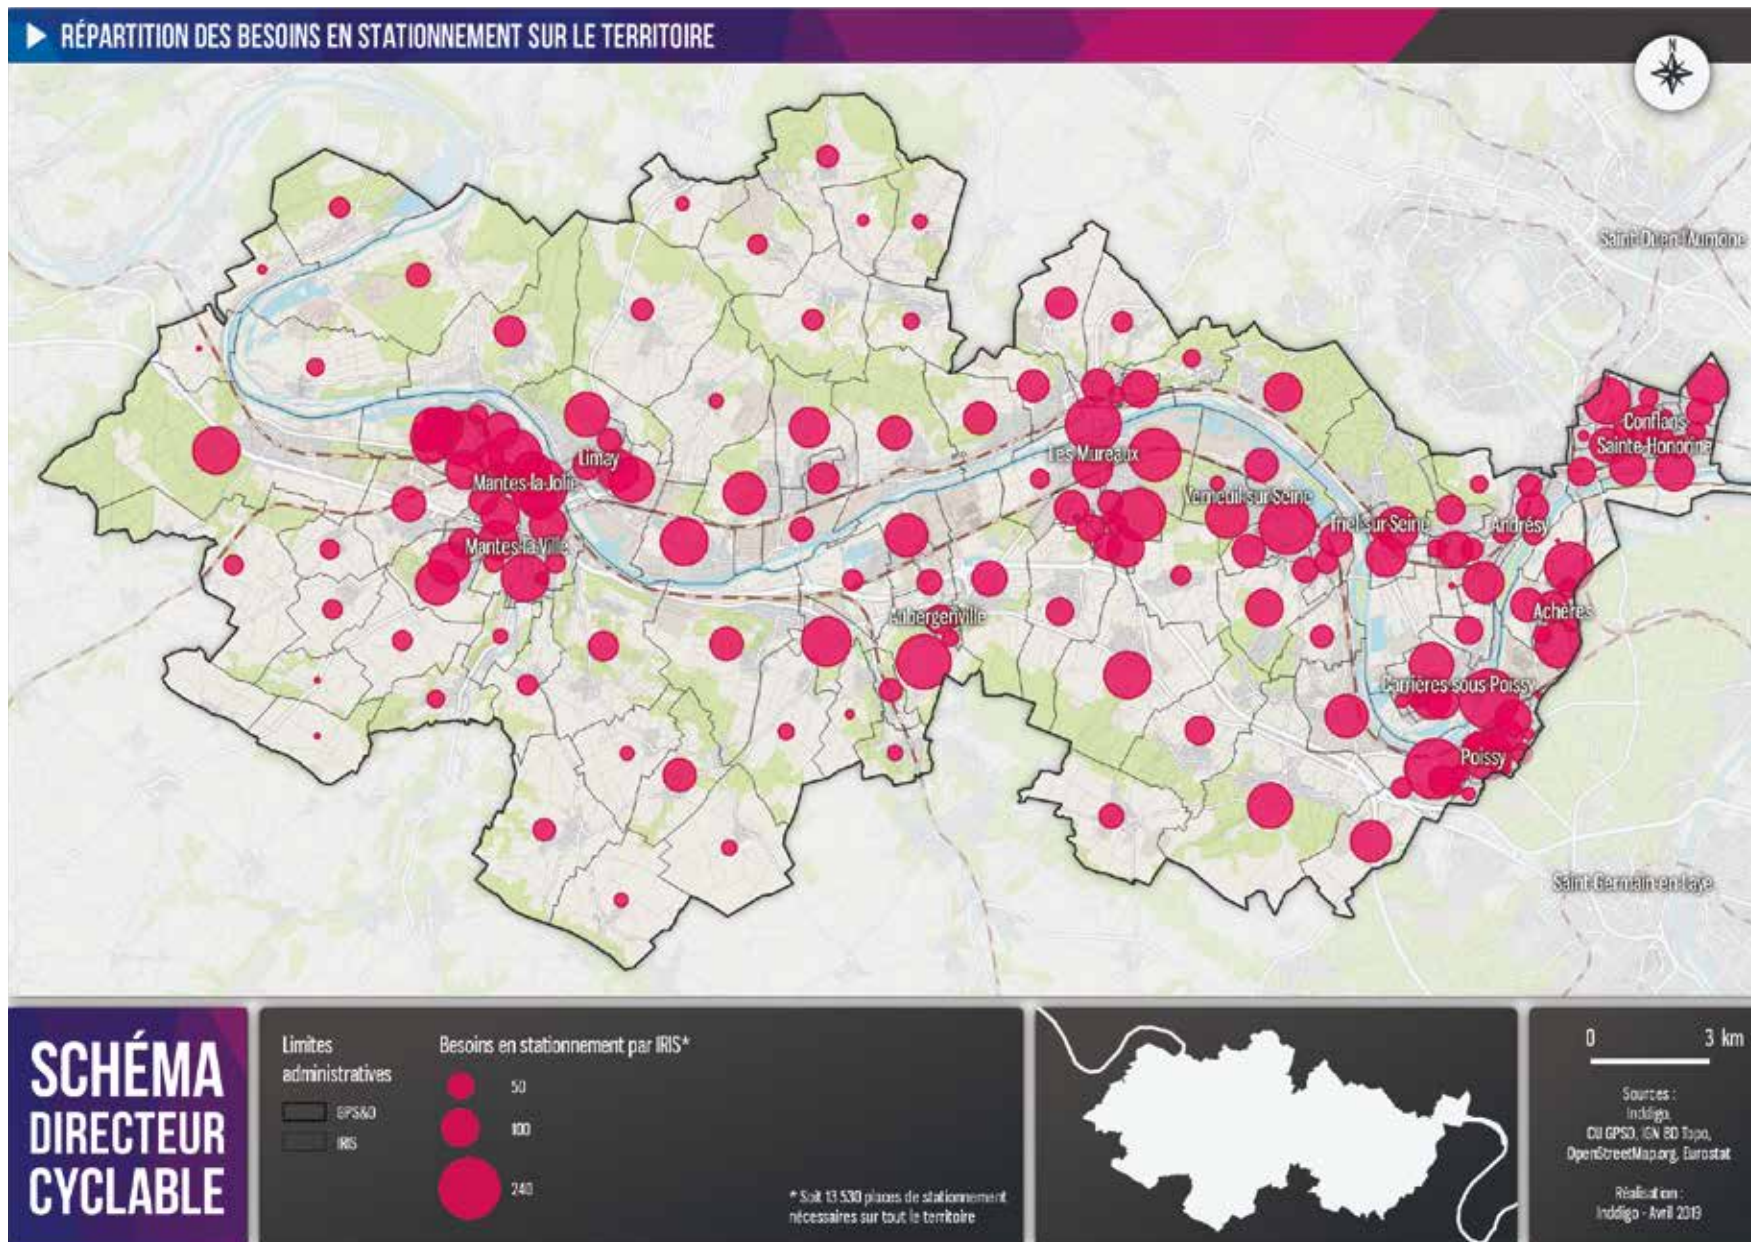 RÉPARTITION DES BESOINS EN STATIONNEMENT SUR LE TERRITOIRE
N
Saint-Ouen-l'Aumône
Conflans
Sainte-Honorine
Limay
Les Mureaux
Mantes-la-Jolie
Verneuil-sur-Seine
Triel-sur-Seine
Andrésy
Mantes-la-Ville
Aubergenville
Achères
Carrières-sous-Poissy
Poissy
Saint-Germain-en-Laye
SCHÉMA
DIRECTEUR
CYCLABLE
Limites
administratives
GPS&O
IRIS
Besoins en stationnement par IRIS*
50
100
240
* Soit 13 530 places de stationnement
nécessaires sur tout le territoire
0 3 km
Sources :
Inddigo,
CU GPSO, IGN BD Topo,
OpenStreetMap.org, Eurostat
Réalisation :
Inddigo - Avril 2019